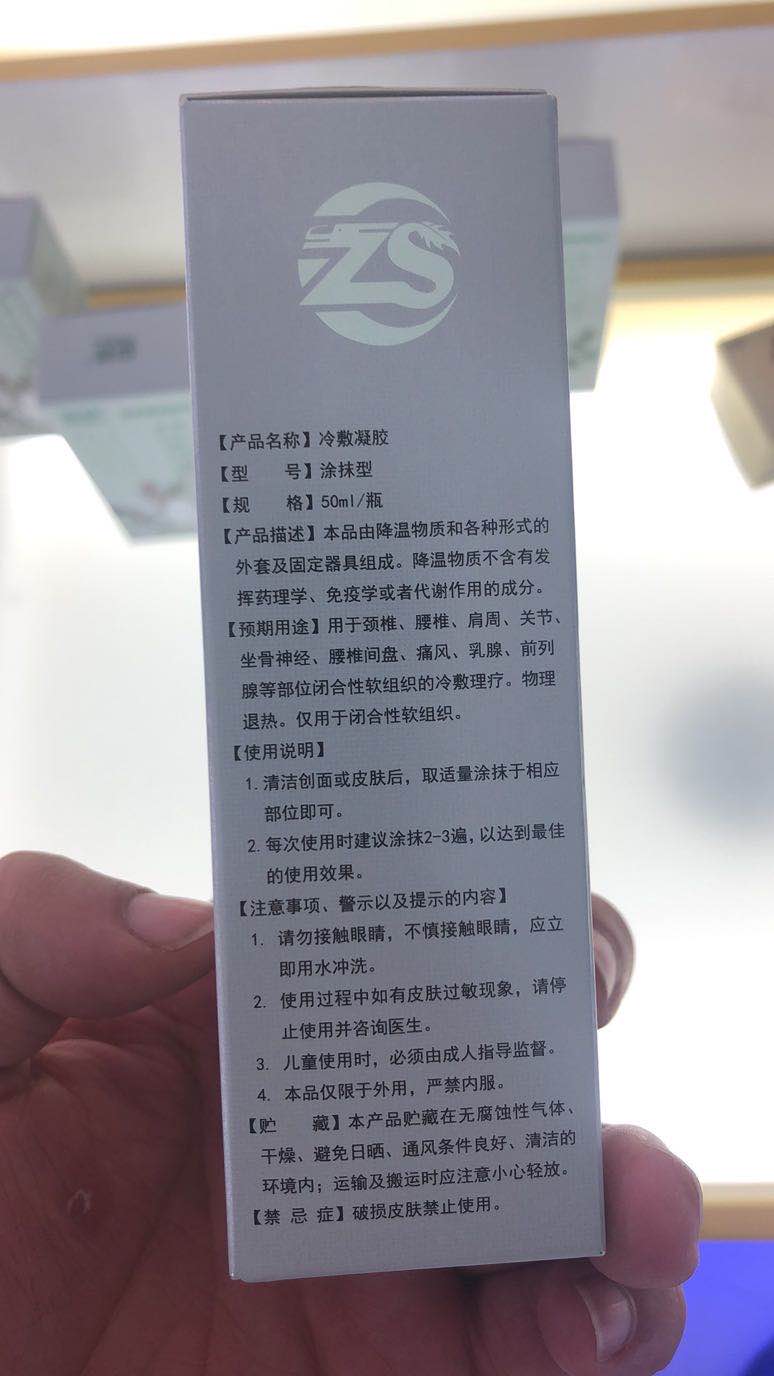 ZS
【产品名称】冷敷凝胶
【型 号】涂抹型
【规 格】50ml/瓶
【产品描述】本品由降温物质和各种形式的
外套及固定器具组成。降温物质不含有发
挥药理学、免疫学或者代谢作用的成分。
【预期用途】用于颈椎、腰椎、肩周、关节、
坐骨神经、腰椎间盘、痛风、乳腺、前列
腺等部位闭合性软组织的冷敷理疗。物理
退热。仅用于闭合性软组织。
【使用说明】
1.清洁创面或皮肤后，取适量涂抹于相应
部位即可。
2.每次使用时建议涂抹2-3遍,以达到最佳
的使用效果。
【注意事项、警示以及提示的内容】
1. 请勿接触眼睛，不慎接触眼睛，应立
即用水冲洗。
2. 使用过程中如有皮肤过敏现象，请停
止使用并咨询医生。
3. 儿童使用时，必须由成人指导监督。
4. 本品仅限于外用，严禁内服。
【贮 藏】本产品贮藏在无腐蚀性气体、
干燥、避免日晒、通风条件良好、清洁的
环境内；运输及搬运时应注意小心轻放。
【禁 忌 症】破损皮肤禁止使用。